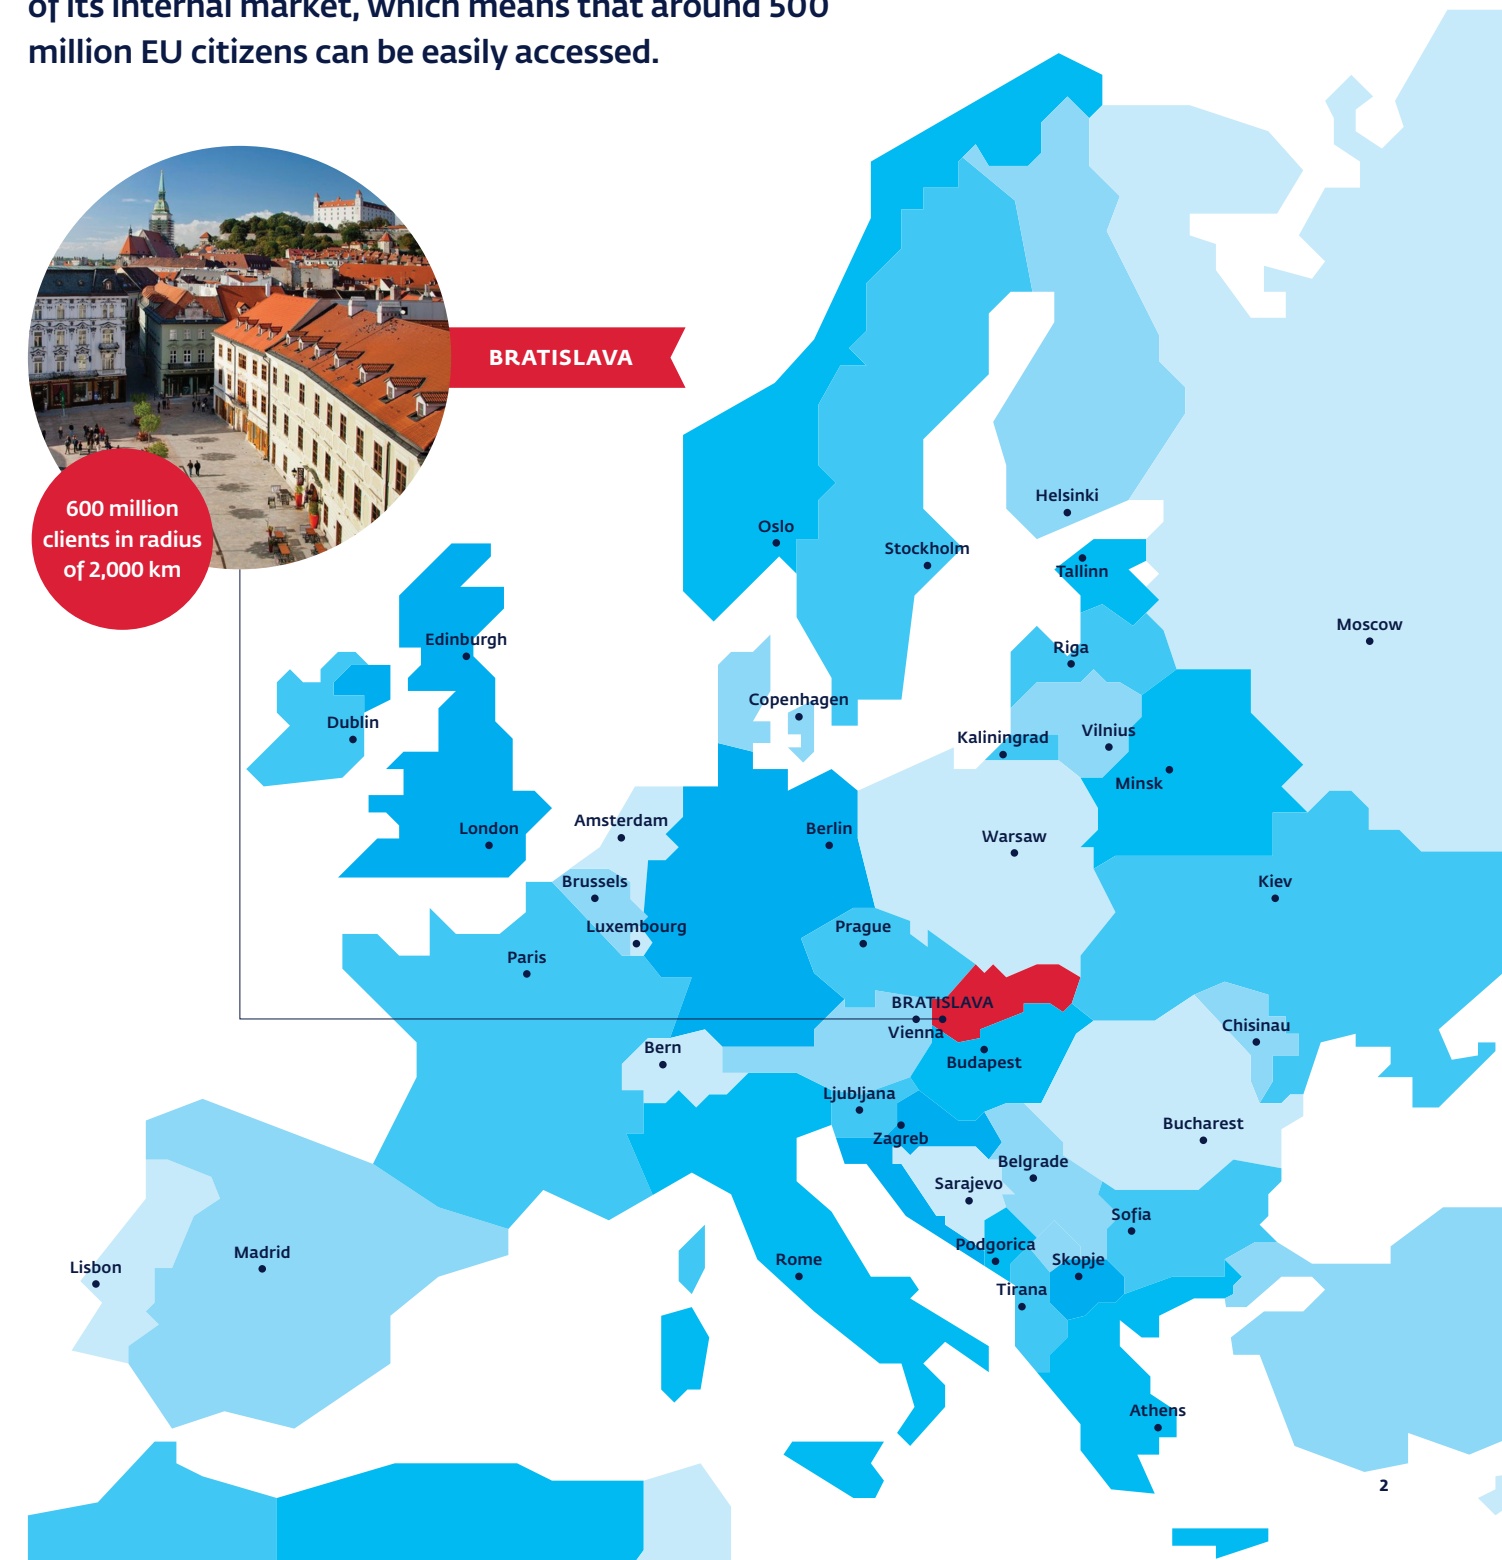 of its internal market, which means that around 500
million EU citizens can be easily accessed.
BRATISLAVA
600 million
clients in radius
of 2,000 km
Helsinki
Oslo
Stockholm
Tallinn
Moscow
Edinburgh
Riga
Copenhagen
Dublin
Kaliningrad
Vilnius
Minsk
Amsterdam
London
Berlin
Warsaw
Brussels
Kiev
Luxembourg
Prague
Paris
BRATISLAVA
Vienna
Chisinau
Bern
Budapest
Ljubljana
Bucharest
Zagreb
Belgrade
Sarajevo
Sofia
Podgorica
Madrid
Rome
Skopje
Lisbon
Tirana
Athens
2